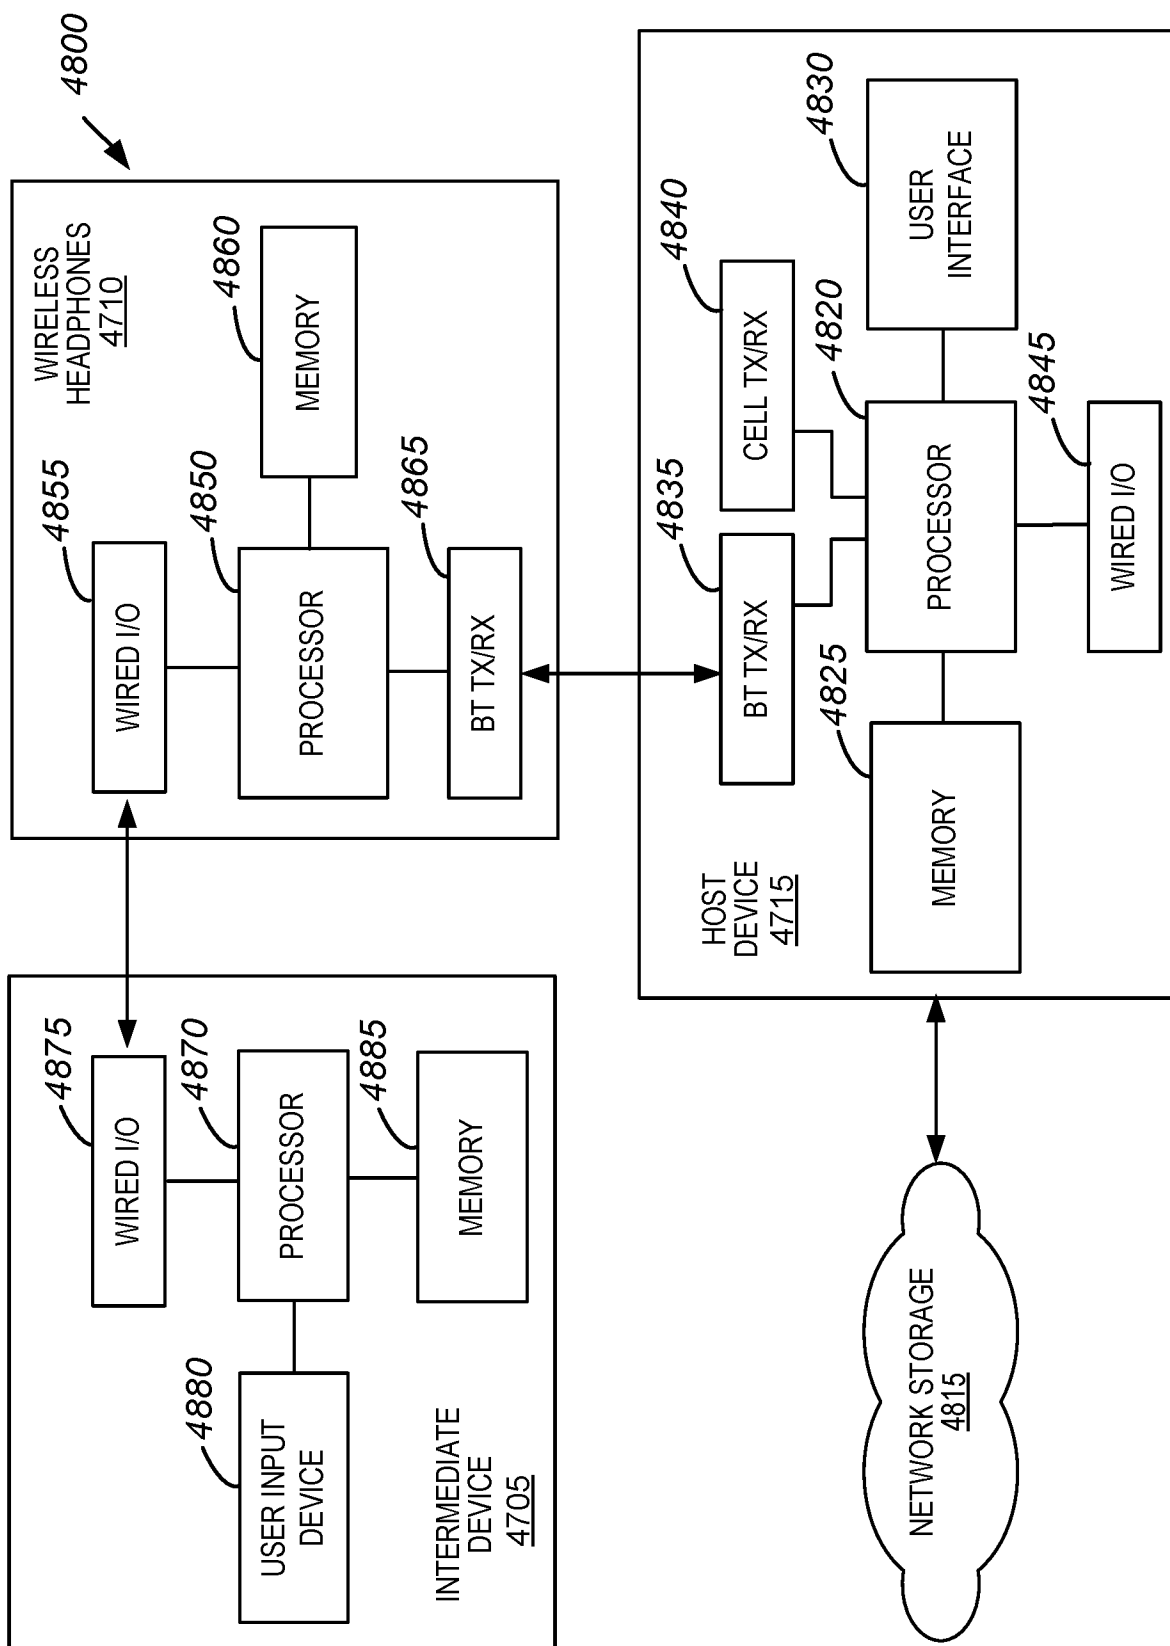 4800
INTERMEDIATE
DEVICE
4705
4875
WIRED I/O
4870
PROCESSOR
4880
USER INPUT
DEVICE
4885
MEMORY
WIRELESS
HEADPHONES
4710
4855
WIRED I/O
4850
PROCESSOR
4860
MEMORY
4865
BT TX/RX
NETWORK STORAGE
4815
HOST
DEVICE
4715
4835
BT TX/RX
4840
CELL TX/RX
4825
MEMORY
4820
PROCESSOR
4830
USER
INTERFACE
4845
WIRED I/O